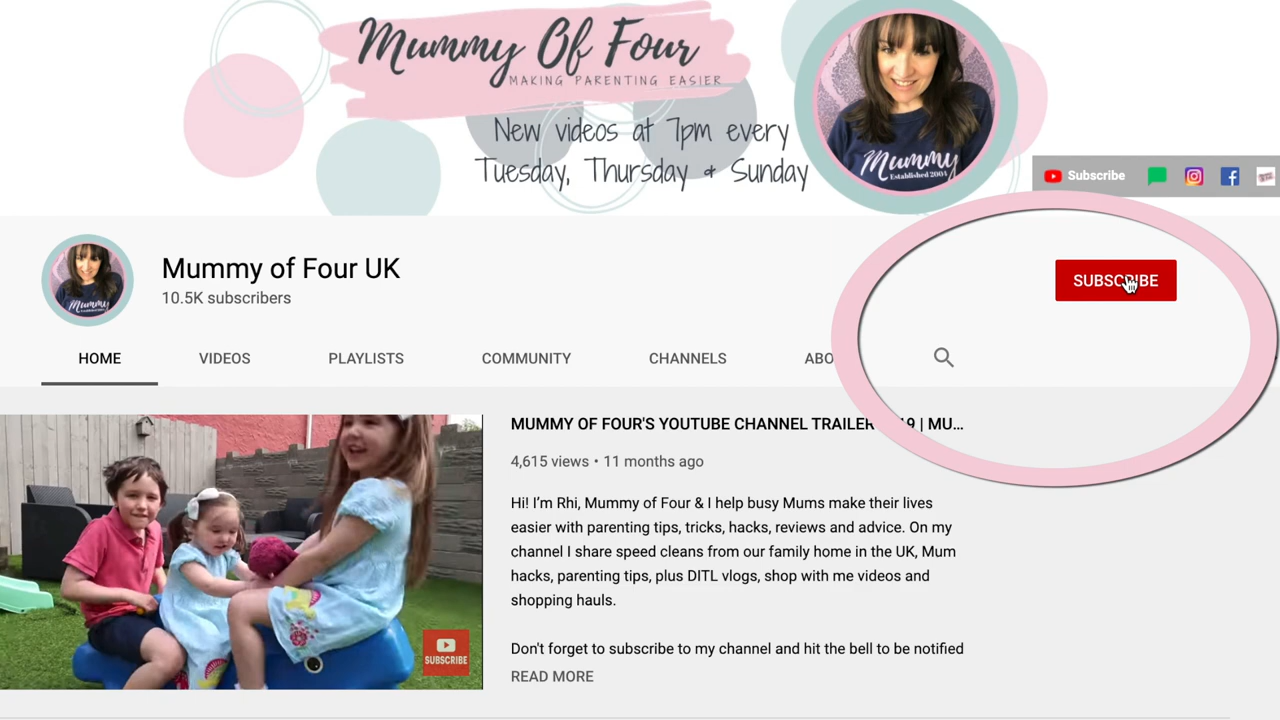 Mummy Of Four
MAKING PARENTING EASIER
New videos at 7pm every
Tuesday, Thursday & Sunday
Mummy
Established 2004
Subscribe
Mummy of Four UK
10.5K subscribers
Mummy
SUBSCRIBE
HOME VIDEOS PLAYLISTS COMMUNITY CHANNELS ABO
MUMMY OF FOUR'S YOUTUBE CHANNEL TRAILER 19 | MU...
4,615 views • 11 months ago
Hi! I'm Rhi, Mummy of Four & I help busy Mums make their lives
easier with parenting tips, tricks, hacks, reviews and advice. On my
channel I share speed cleans from our family home in the UK, Mum
hacks, parenting tips, plus DITL vlogs, shop with me videos and
shopping hauls.
Don't forget to subscribe to my channel and hit the bell to be notified
READ MORE
SUBSCRIBE